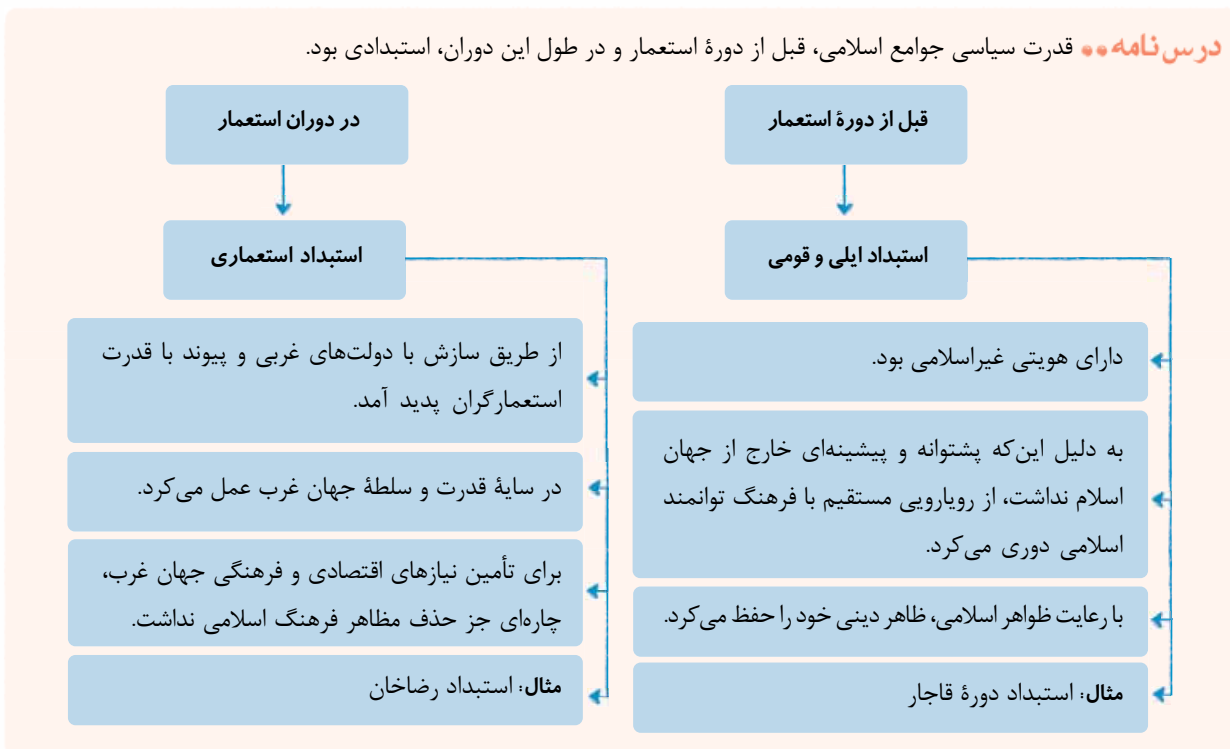 درس‌نامه •• قدرت سیاسی جوامع اسلامی، قبل از دورهٔ استعمار و در طول این دوران، استبدادی بود.
قبل از دورهٔ استعمار
استبداد ایلی و قومی
دارای هویتی غیراسلامی بود.
به دلیل این‌که پشتوانه و پیشینه‌ای خارج از جهان
اسلام نداشت، از رویارویی مستقیم با فرهنگ توانمند
اسلامی دوری می‌کرد.
با رعایت ظواهر اسلامی، ظاهر دینی خود را حفظ می‌کرد.
مثال: استبداد دورهٔ قاجار
در دوران استعمار
استبداد استعماری
از طریق سازش با دولت‌های غربی و پیوند با قدرت
استعمارگران پدید آمد.
در سایهٔ قدرت و سلطهٔ جهان غرب عمل می‌کرد.
برای تأمین نیازهای اقتصادی و فرهنگی جهان غرب،
چاره‌ای جز حذف مظاهر فرهنگ اسلامی نداشت.
مثال: استبداد رضاخان